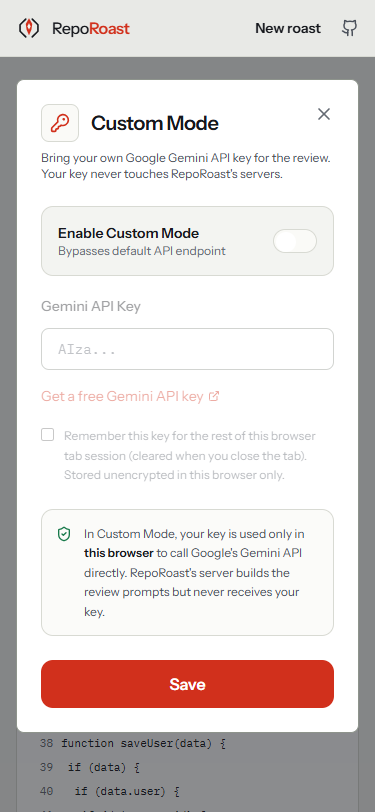 RepoRoast
New roast
Custom Mode
Bring your own Google Gemini API key for the review.
Your key never touches RepoRoast's servers.
Enable Custom Mode
Bypasses default API endpoint
Gemini API Key
AIza...
Get a free Gemini API key
Remember this key for the rest of this browser
tab session (cleared when you close the tab).
Stored unencrypted in this browser only.
In Custom Mode, your key is used only in
this browser to call Google's Gemini API
directly. RepoRoast's server builds the
review prompts but never receives your
key.
Save
38 function saveUser(data) {
39 if (data) {
40 if (data.user) {